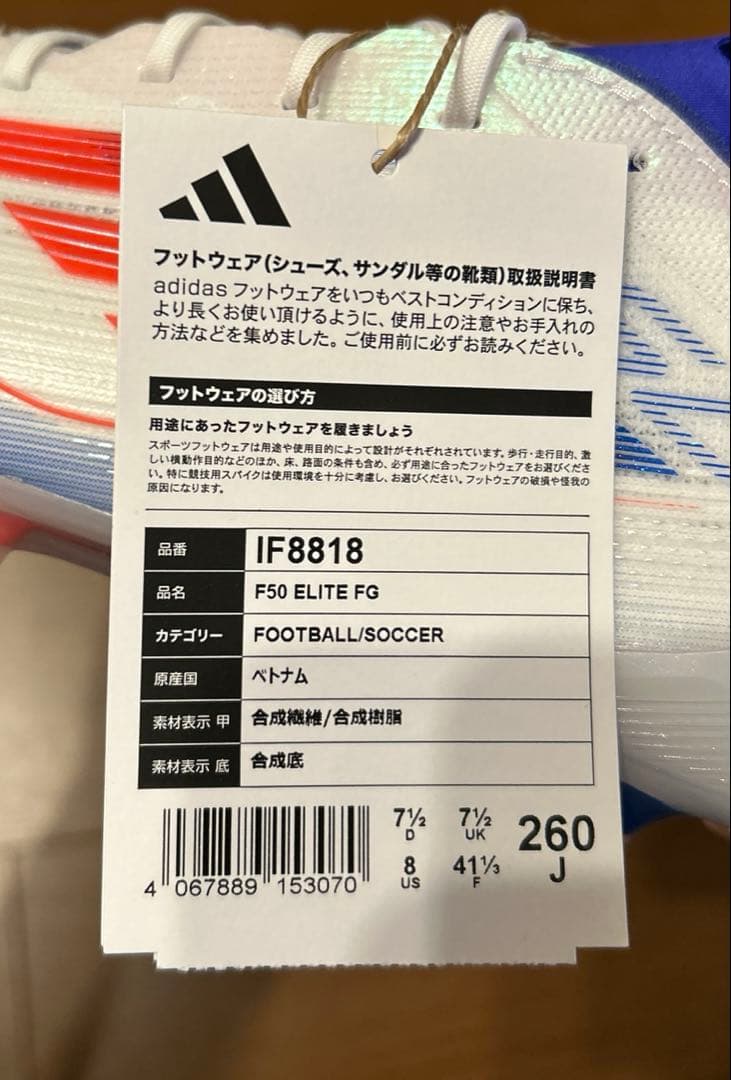 フットウェア(シューズ、サンダル等の靴類)取扱説明書
adidas フットウェアをいつもベストコンディションに保ち、
より長くお使い頂けるように、使用上の注意やお手入れの
方法などを集めました。ご使用前に必ずお読みください。
フットウェアの選び方
用途にあったフットウェアを履きましょう
スポーツフットウェアは用途や使用目的によって設計がそれぞれされています。歩行・走行目的、激
しい横動作目的などのほか、床、路面の条件も含め、必ず用途に合ったフットウェアをお選びくださ
い。特に競技用スパイクは使用環境を十分に考慮し、お選びください。フットウェアの破損や怪我の
原因になります。
品番 IF8818
品名 F50 ELITE FG
カテゴリー FOOTBALL/SOCCER
原産国 ベトナム
素材表示 甲 合成繊維/合成樹脂
素材表示 底 合成底
7½ D 7½ UK 260 J
8 US 41⅓ F
4 067889 153070